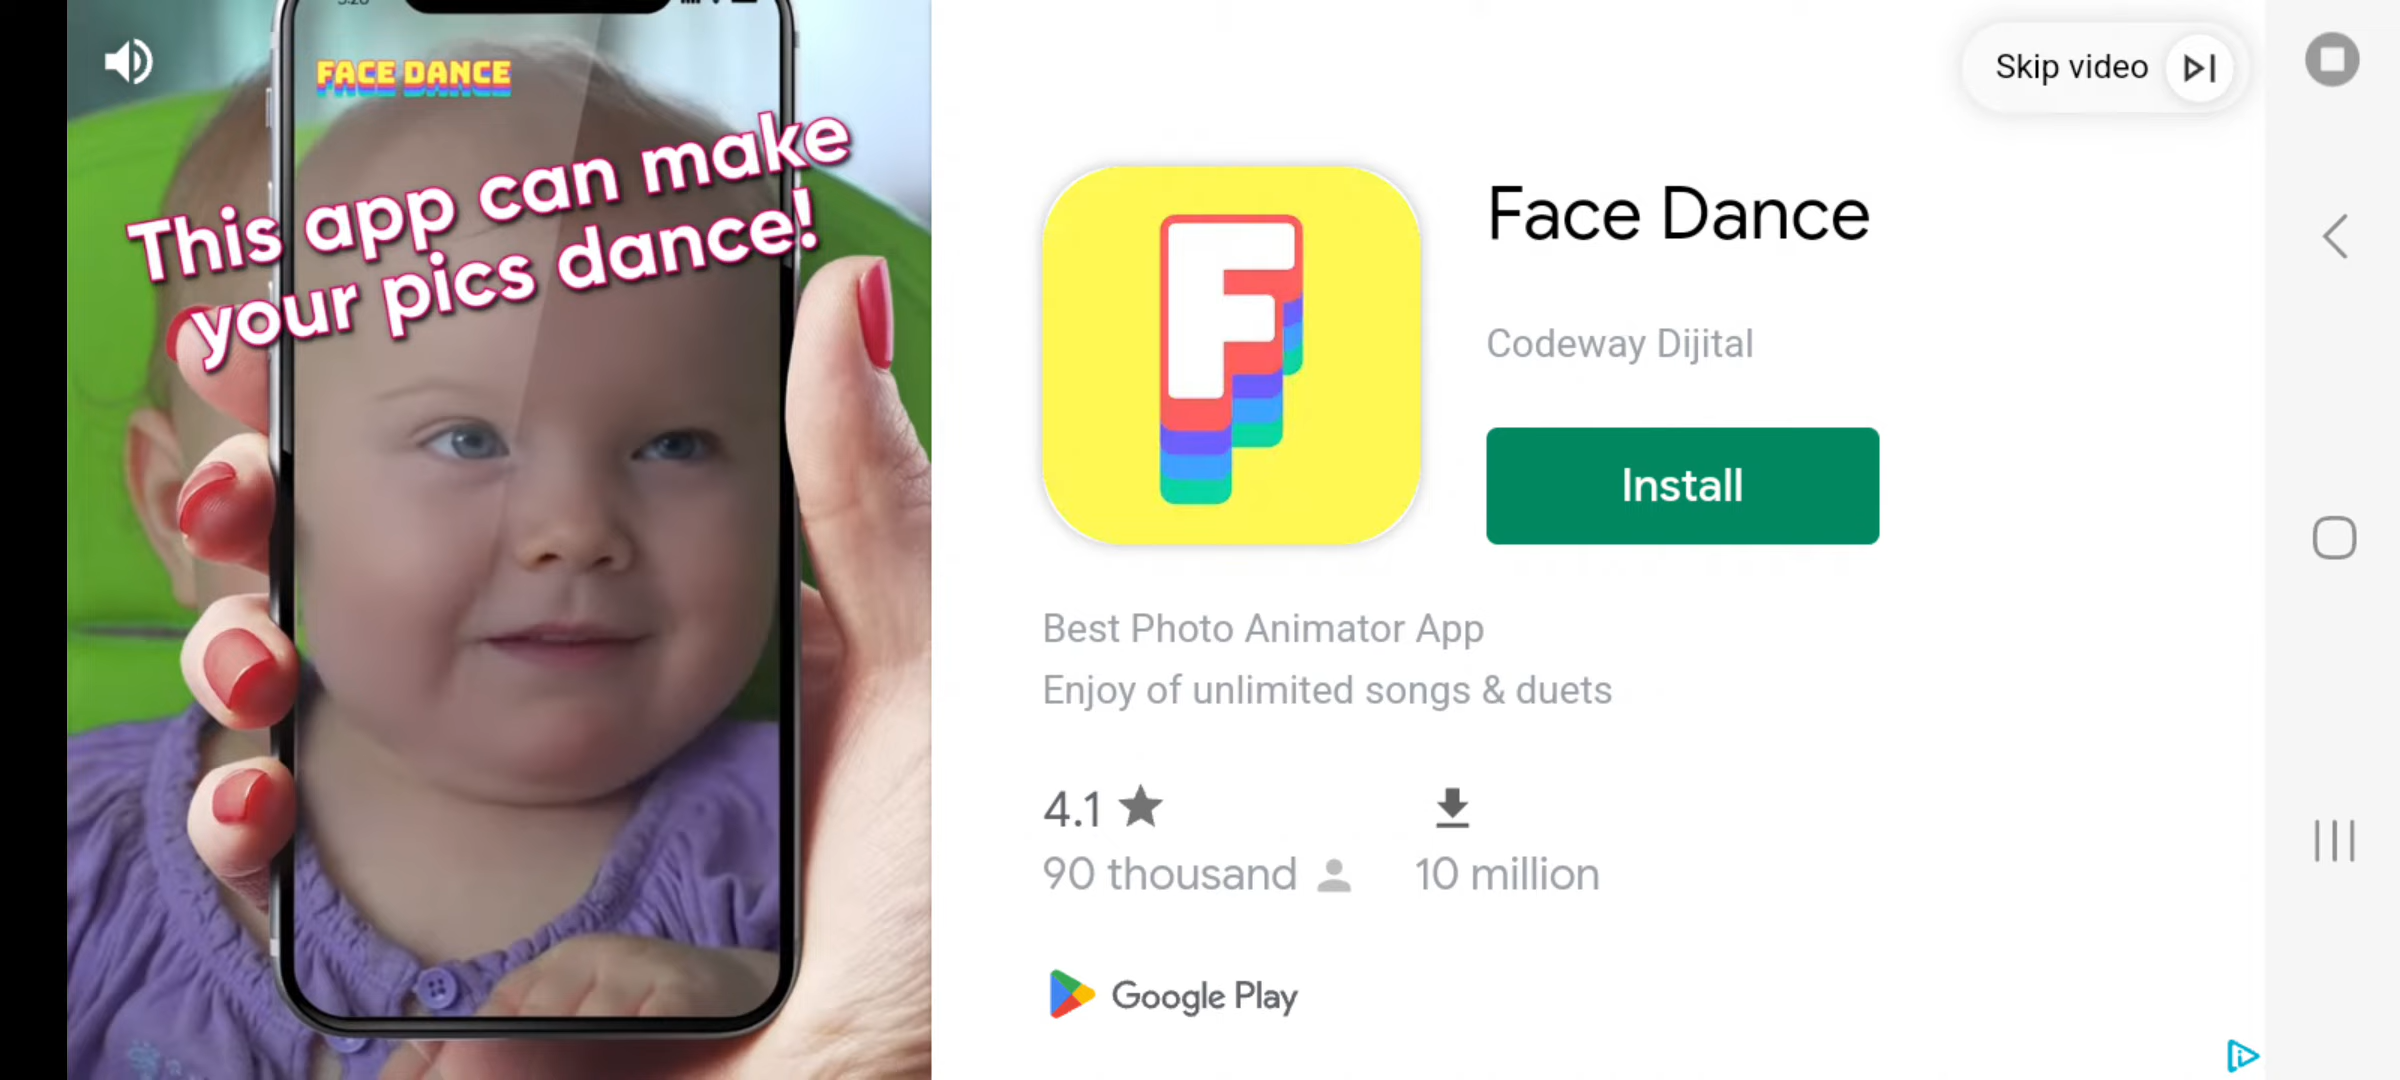 FACE DANCE
This app can make
your pics dance!
Skip video
F
Face Dance
Codeway Dijital
Install
Best Photo Animator App
Enjoy of unlimited songs & duets
4.1
90 thousand
10 million
Google Play